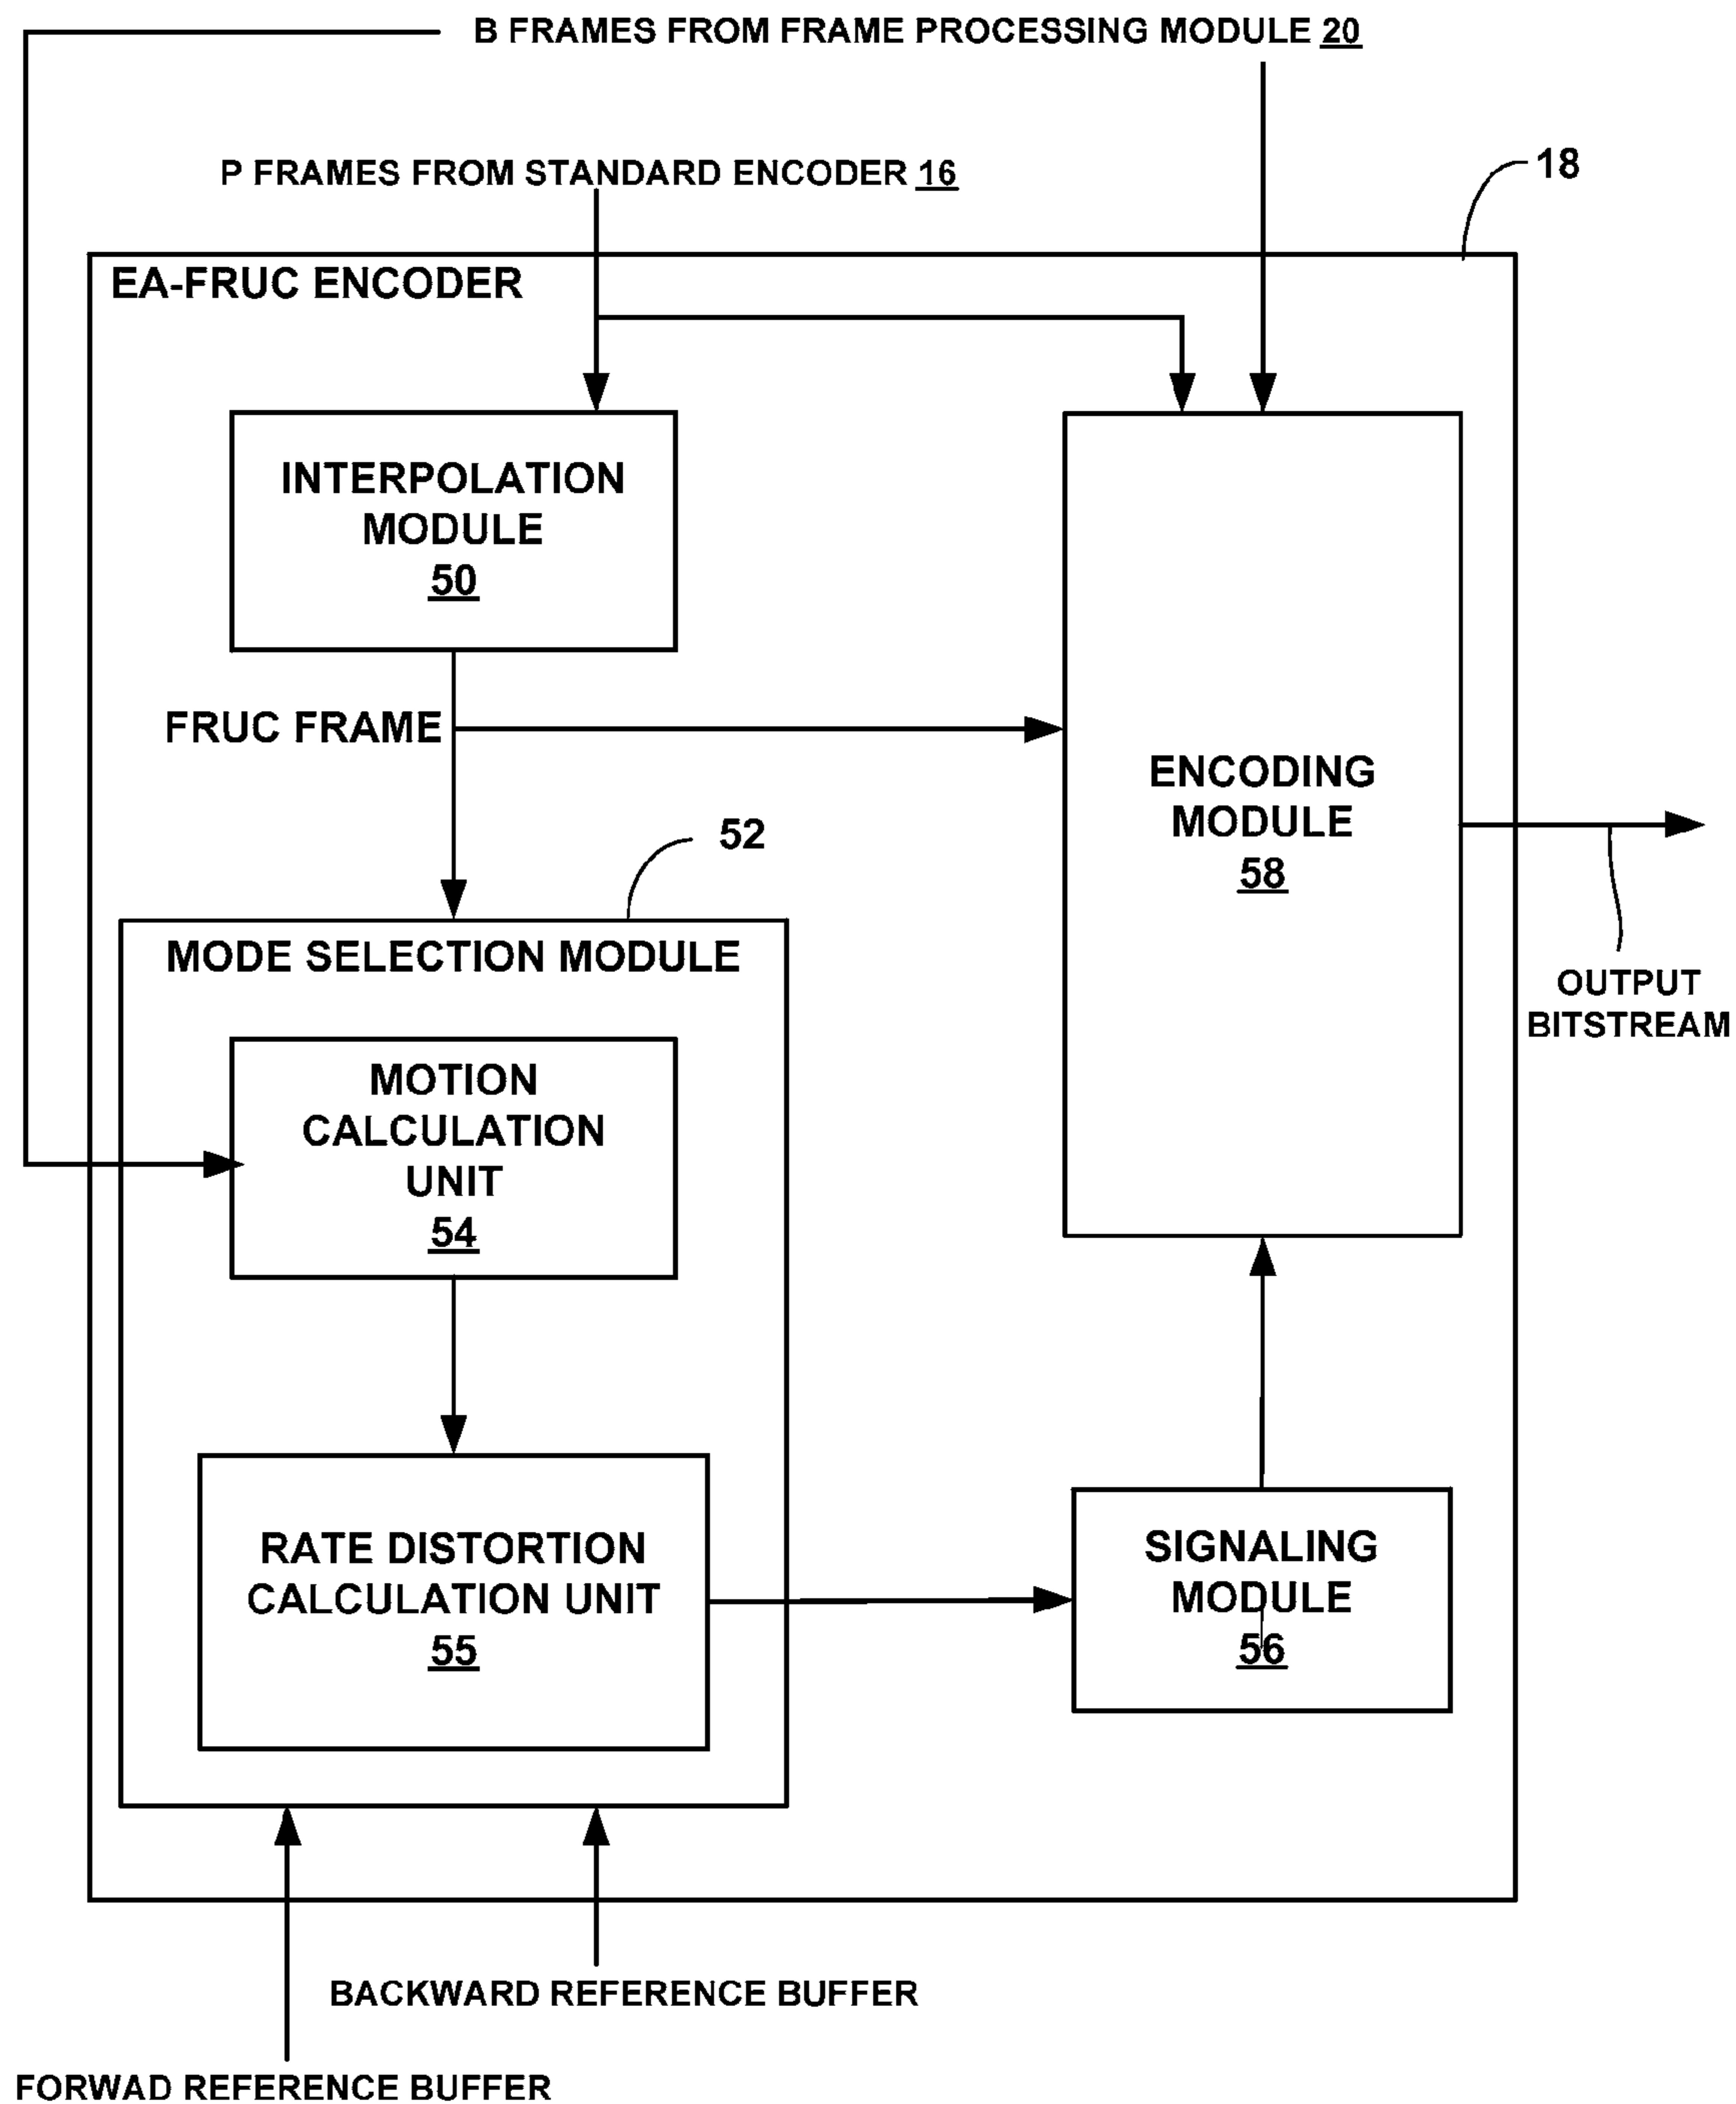 B FRAMES FROM FRAME PROCESSING MODULE 20
P FRAMES FROM STANDARD ENCODER 16
18
EA-FRUC ENCODER
INTERPOLATION
MODULE
50
FRUC FRAME
ENCODING
MODULE
58
52
MODE SELECTION MODULE
OUTPUT
BITSTREAM
MOTION
CALCULATION
UNIT
54
RATE DISTORTION
CALCULATION UNIT
55
SIGNALING
MODULE
56
BACKWARD REFERENCE BUFFER
FORWAD REFERENCE BUFFER